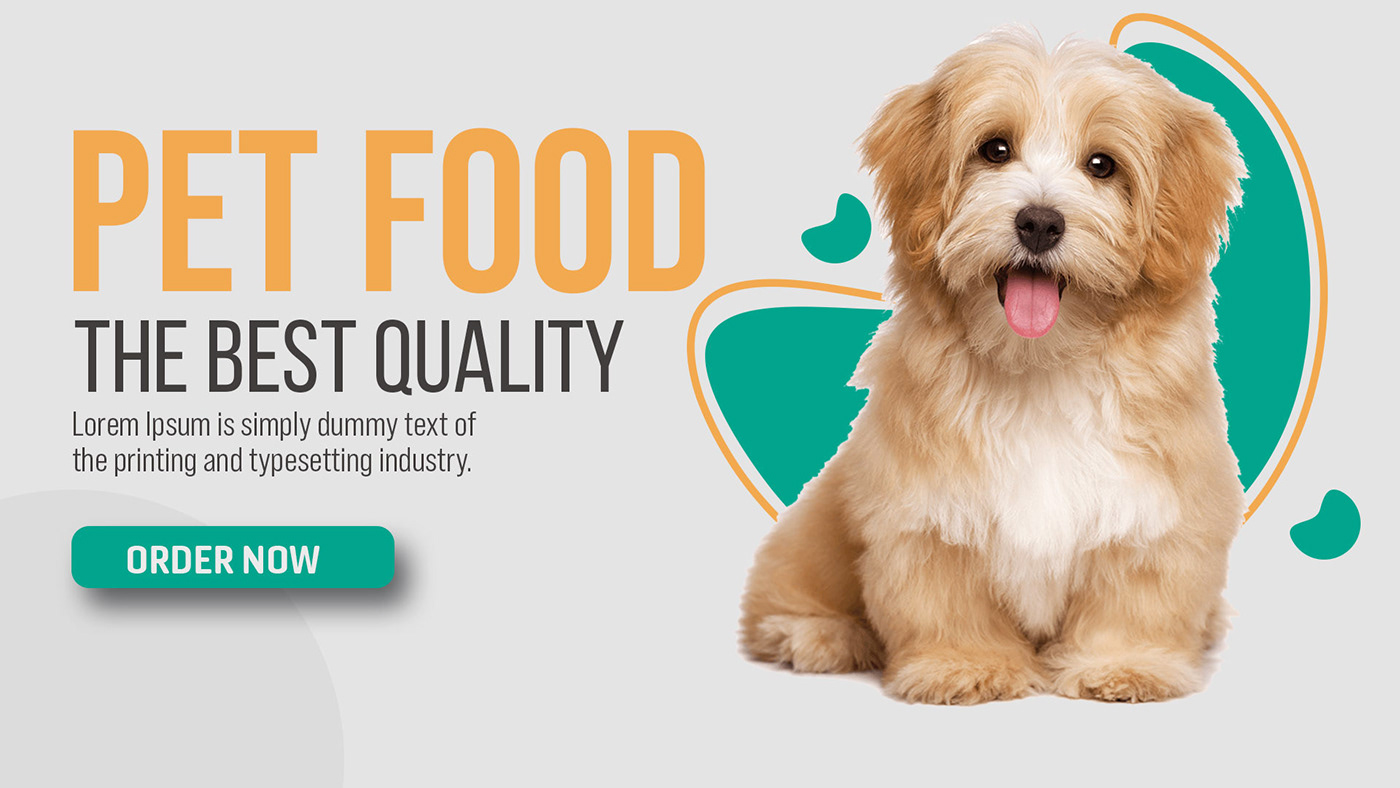 PET FOOD
THE BEST QUALITY
Lorem Ipsum is simply dummy text of
the printing and typesetting industry.
ORDER NOW